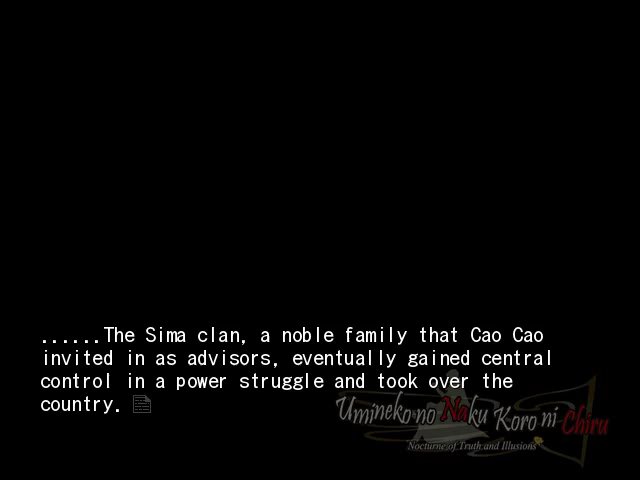 ......The Sima clan, a noble family that Cao Cao
invited in as advisors, eventually gained central
control in a power struggle and took over the
country.
Umineko no Naku Koro ni Chiru
Nocturne of Truth and Illusions